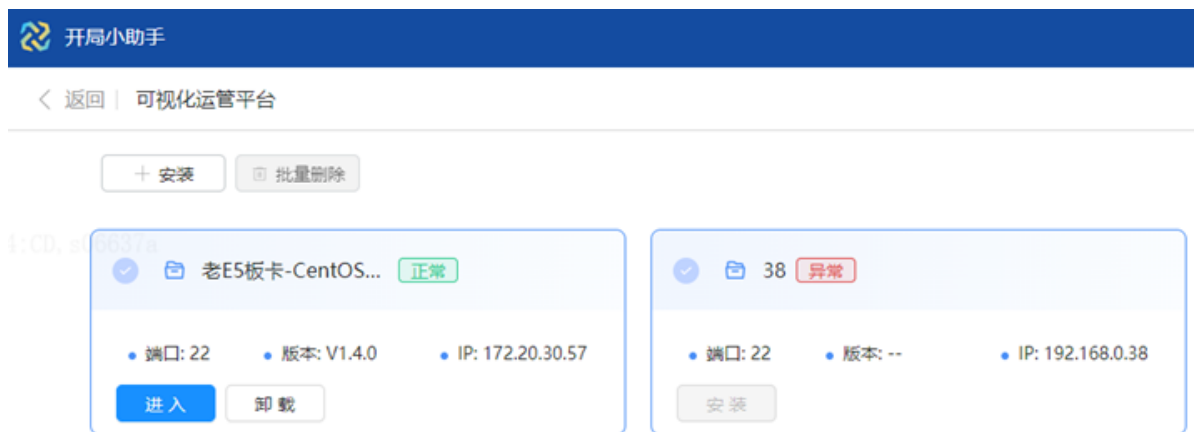 开局小助手
返回 可视化运管平台
安装 批量删除
老E5板卡-CentOS... 正常
38 异常
端口: 22 版本: V1.4.0 IP: 172.20.30.57
端口: 22 版本: -- IP: 192.168.0.38
进入 卸载
安装